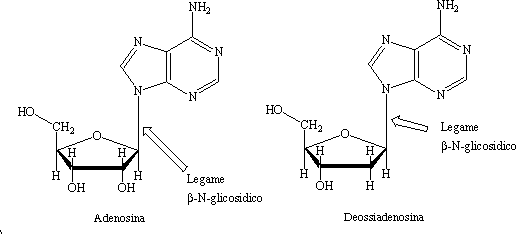 NH₂
N
N
N
N
HO
CH₂
O
H
H
H
H
OH
OH
Legame
β-N-glicosidico
Adenosina
NH₂
N
N
N
N
HO
CH₂
O
H
H
H
H
OH
H
Legame
β-N-glicosidico
Deossiadenosina
\